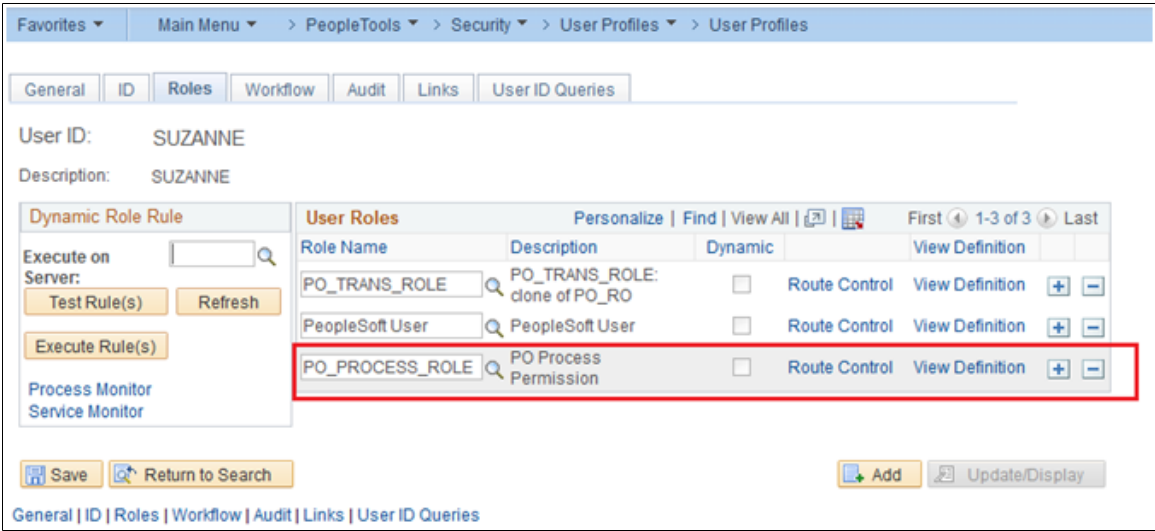 Favorites Main Menu > PeopleTools > Security > User Profiles > User Profiles
General ID Roles Workflow Audit Links User ID Queries
User ID: SUZANNE
Description: SUZANNE
Dynamic Role Rule
Execute on
Server:
Test Rule(s) Refresh
Execute Rule(s)
Process Monitor
Service Monitor
User Roles Personalize | Find | View All | | First 1-3 of 3 Last
Role Name Description Dynamic View Definition
PO_TRANS_ROLE PO_TRANS_ROLE:
clone of PO_RO Route Control View Definition
PeopleSoft User PeopleSoft User Route Control View Definition
PO_PROCESS_ROLE PO Process
Permission Route Control View Definition
Save Return to Search Add Update/Display
General | ID | Roles | Workflow | Audit | Links | User ID Queries